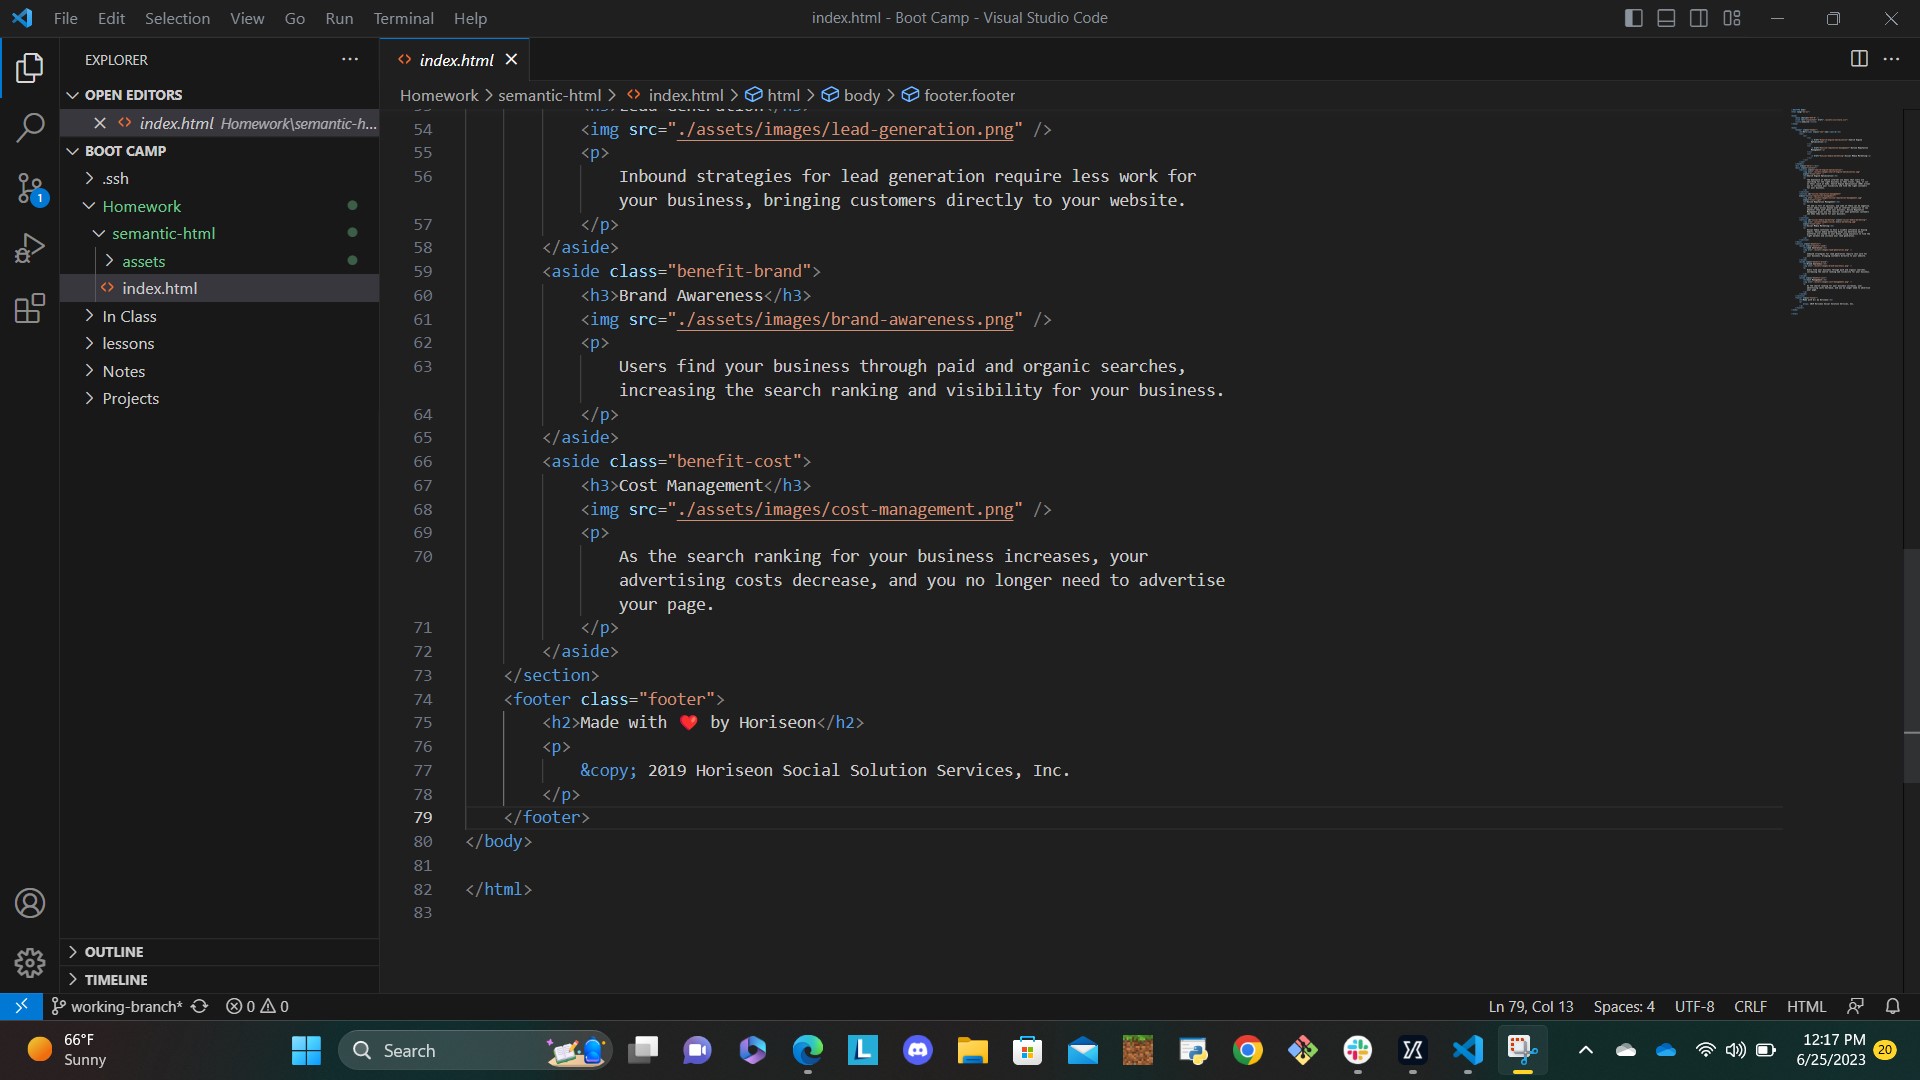 File Edit Selection View Go Run Terminal Help
index.html - Boot Camp - Visual Studio Code
EXPLORER
OPEN EDITORS
index.html Homework\semantic-h...
BOOT CAMP
.ssh
Homework
semantic-html
assets
index.html
In Class
lessons
Notes
Projects
OUTLINE
TIMELINE
1
index.html
Homework > semantic-html > index.html > html > body > footer.footer
54 <img src="./assets/images/lead-generation.png" />
55 <p>
56 Inbound strategies for lead generation require less work for
your business, bringing customers directly to your website.
57 </p>
58 </aside>
59 <aside class="benefit-brand">
60 <h3>Brand Awareness</h3>
61 <img src="./assets/images/brand-awareness.png" />
62 <p>
63 Users find your business through paid and organic searches,
increasing the search ranking and visibility for your business.
64 </p>
65 </aside>
66 <aside class="benefit-cost">
67 <h3>Cost Management</h3>
68 <img src="./assets/images/cost-management.png" />
69 <p>
70 As the search ranking for your business increases, your
advertising costs decrease, and you no longer need to advertise
your page.
71 </p>
72 </aside>
73 </section>
74 <footer class="footer">
75 <h2>Made with ❤️ by Horiseon</h2>
76 <p>
77 &copy; 2019 Horiseon Social Solution Services, Inc.
78 </p>
79 </footer>
80 </body>
81
82 </html>
83
working-branch* 0 0
Ln 79, Col 13 Spaces: 4 UTF-8 CRLF HTML
66°F
Sunny
Search
12:17 PM
6/25/2023
20